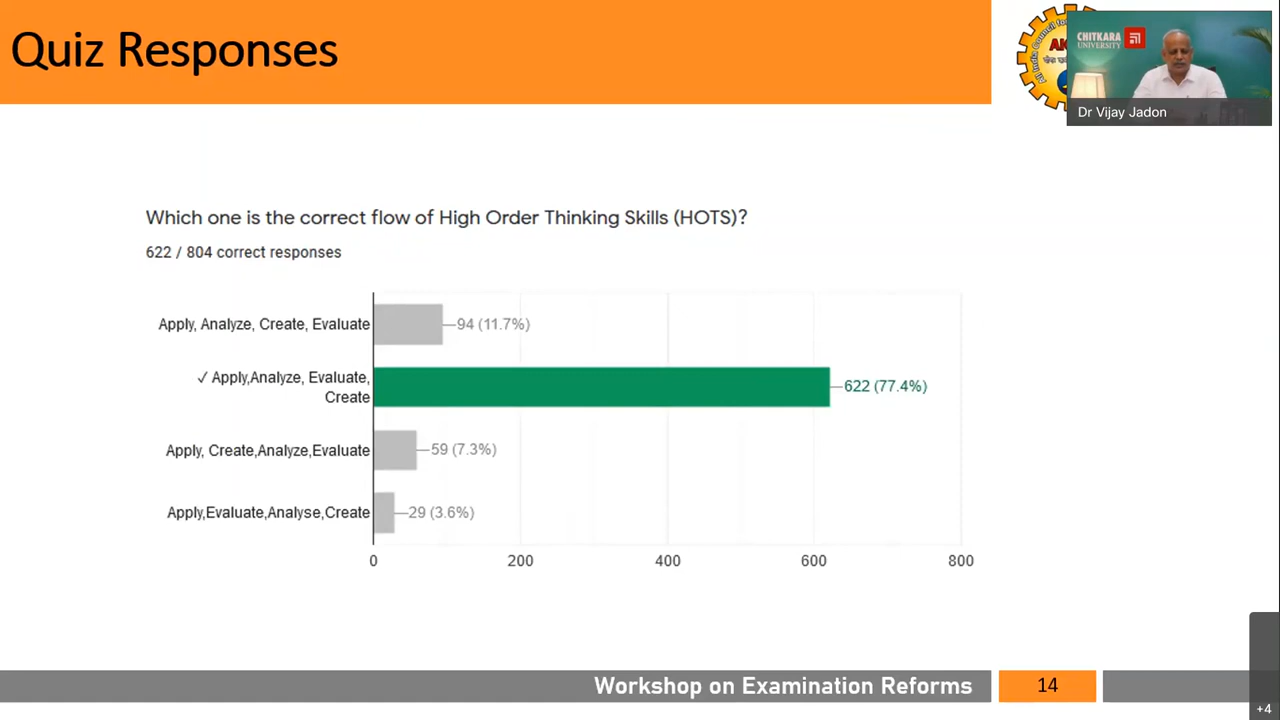 Quiz Responses
CHITKARA
UNIVERSITY
Dr Vijay Jadon
Which one is the correct flow of High Order Thinking Skills (HOTS)?
622 / 804 correct responses
Apply, Analyze, Create, Evaluate
94 (11.7%)
✓ Apply,Analyze, Evaluate,
Create
622 (77.4%)
Apply, Create,Analyze,Evaluate
59 (7.3%)
Apply,Evaluate,Analyse,Create
29 (3.6%)
0 200 400 600 800
Workshop on Examination Reforms 14
+4